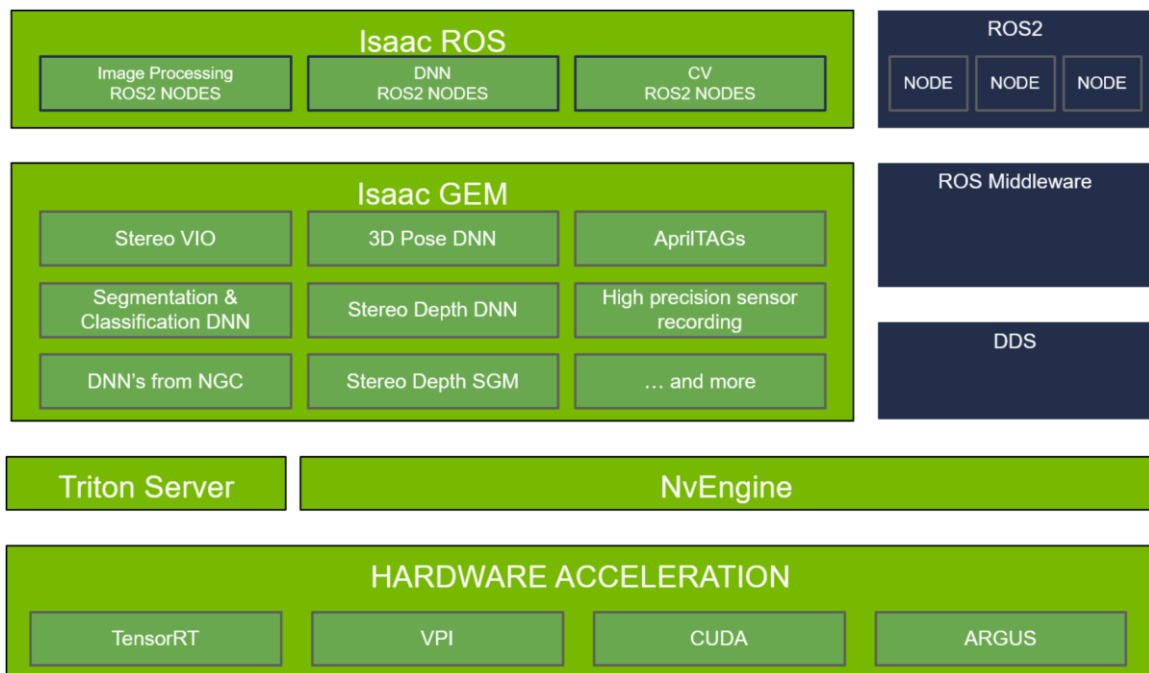 Isaac ROS
Image Processing
ROS2 NODES
DNN
ROS2 NODES
CV
ROS2 NODES
ROS2
NODE
NODE
NODE
Isaac GEM
Stereo VIO
3D Pose DNN
AprilTAGs
Segmentation &
Classification DNN
Stereo Depth DNN
High precision sensor
recording
DNN's from NGC
Stereo Depth SGM
... and more
ROS Middleware
DDS
Triton Server
NvEngine
HARDWARE ACCELERATION
TensorRT
VPI
CUDA
ARGUS